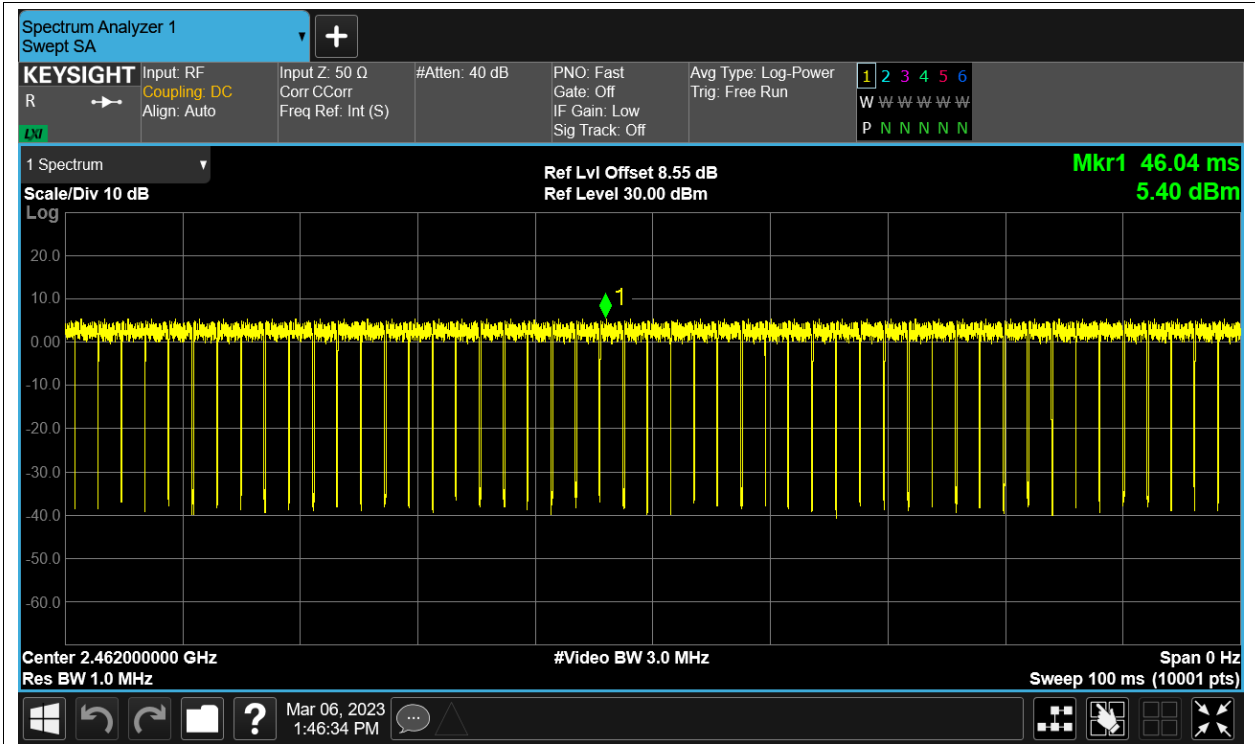 Spectrum Analyzer 1
Swept SA
KEYSIGHT
R
LXI
Input: RF
Coupling: DC
Align: Auto
Input Z: 50 Ω
Corr CCorr
Freq Ref: Int (S)
#Atten: 40 dB
PNO: Fast
Gate: Off
IF Gain: Low
Sig Track: Off
Avg Type: Log-Power
Trig: Free Run
1 2 3 4 5 6
W W W W W W
P N N N N N
1 Spectrum
Scale/Div 10 dB
Ref Lvl Offset 8.55 dB
Ref Level 30.00 dBm
Mkr1 46.04 ms
5.40 dBm
Log
20.0
10.0
1
0.00
-10.0
-20.0
-30.0
-40.0
-50.0
-60.0
Center 2.462000000 GHz
#Video BW 3.0 MHz
Span 0 Hz
Res BW 1.0 MHz
Sweep 100 ms (10001 pts)
?
Mar 06, 2023
1:46:34 PM